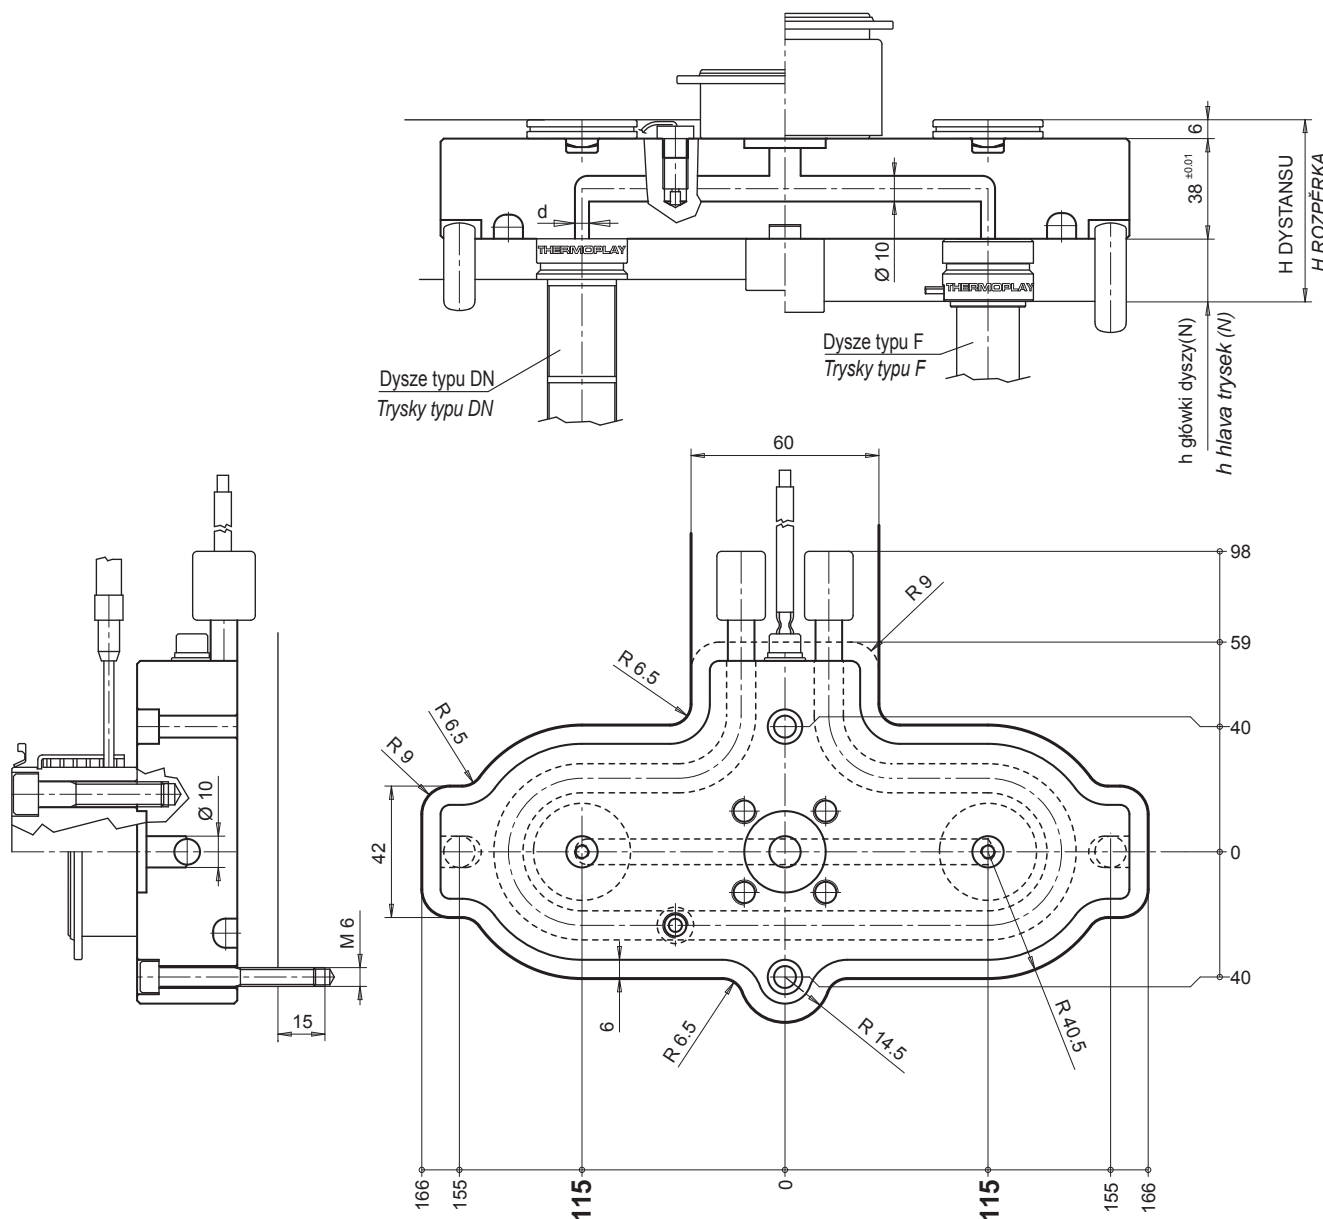 6
38 ±0.01
H DYSTANSU
H ROZPĚRKA
d
THERMOPLAY
Ø 10
THERMOPLAY
Dysze typu DN
Trysky typu DN
Dysze typu F
Trysky typu F
h główki dyszy(N)
h hlava trysek (N)
60
98
R 9
59
R 6.5
40
R 6.5
R 9
Ø 10
42
0
M 6
40
15
6
R 6.5
R 14.5
R 40.5
166
155
115
0
115
155
166